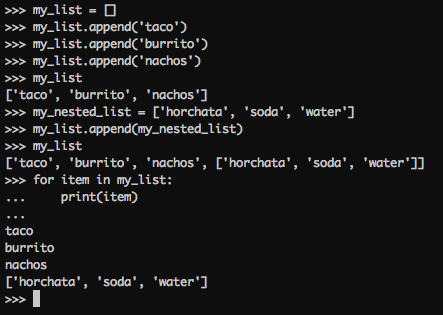 >>> my_list = []
>>> my_list.append('taco')
>>> my_list.append('burrito')
>>> my_list.append('nachos')
>>> my_list
['taco', 'burrito', 'nachos']
>>> my_nested_list = ['horchata', 'soda', 'water']
>>> my_list.append(my_nested_list)
>>> my_list
['taco', 'burrito', 'nachos', ['horchata', 'soda', 'water']]
>>> for item in my_list:
...     print(item)
...
taco
burrito
nachos
['horchata', 'soda', 'water']
>>>